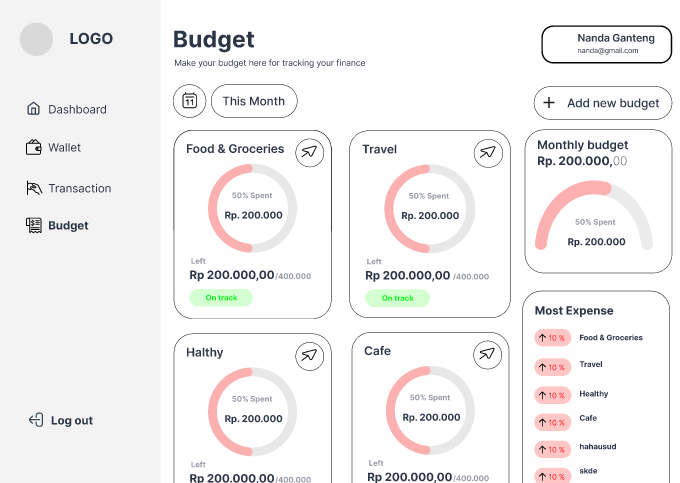 LOGO
Dashboard
Wallet
Transaction
Budget
Log out
Budget
Make your budget here for tracking your finance
Nanda Ganteng
nanda@gmail.com
11
This Month
Add new budget
Food & Groceries
50% Spent
Rp. 200.000
Left
Rp 200.000,00/400.000
On track
Travel
50% Spent
Rp. 200.000
Left
Rp 200.000,00 /400.000
On track
Monthly budget
Rp. 200.000,00
50% Spent
Rp. 200.000
Halthy
50% Spent
Rp. 200.000
Left
Rp 200.000,00/400.000
Cafe
50% Spent
Rp. 200.000
Left
Rp 200.000,00/400.000
Most Expense
10 % Food & Groceries
10 % Travel
10 % Healthy
10 % Cafe
10 % hahausud
10 % skde